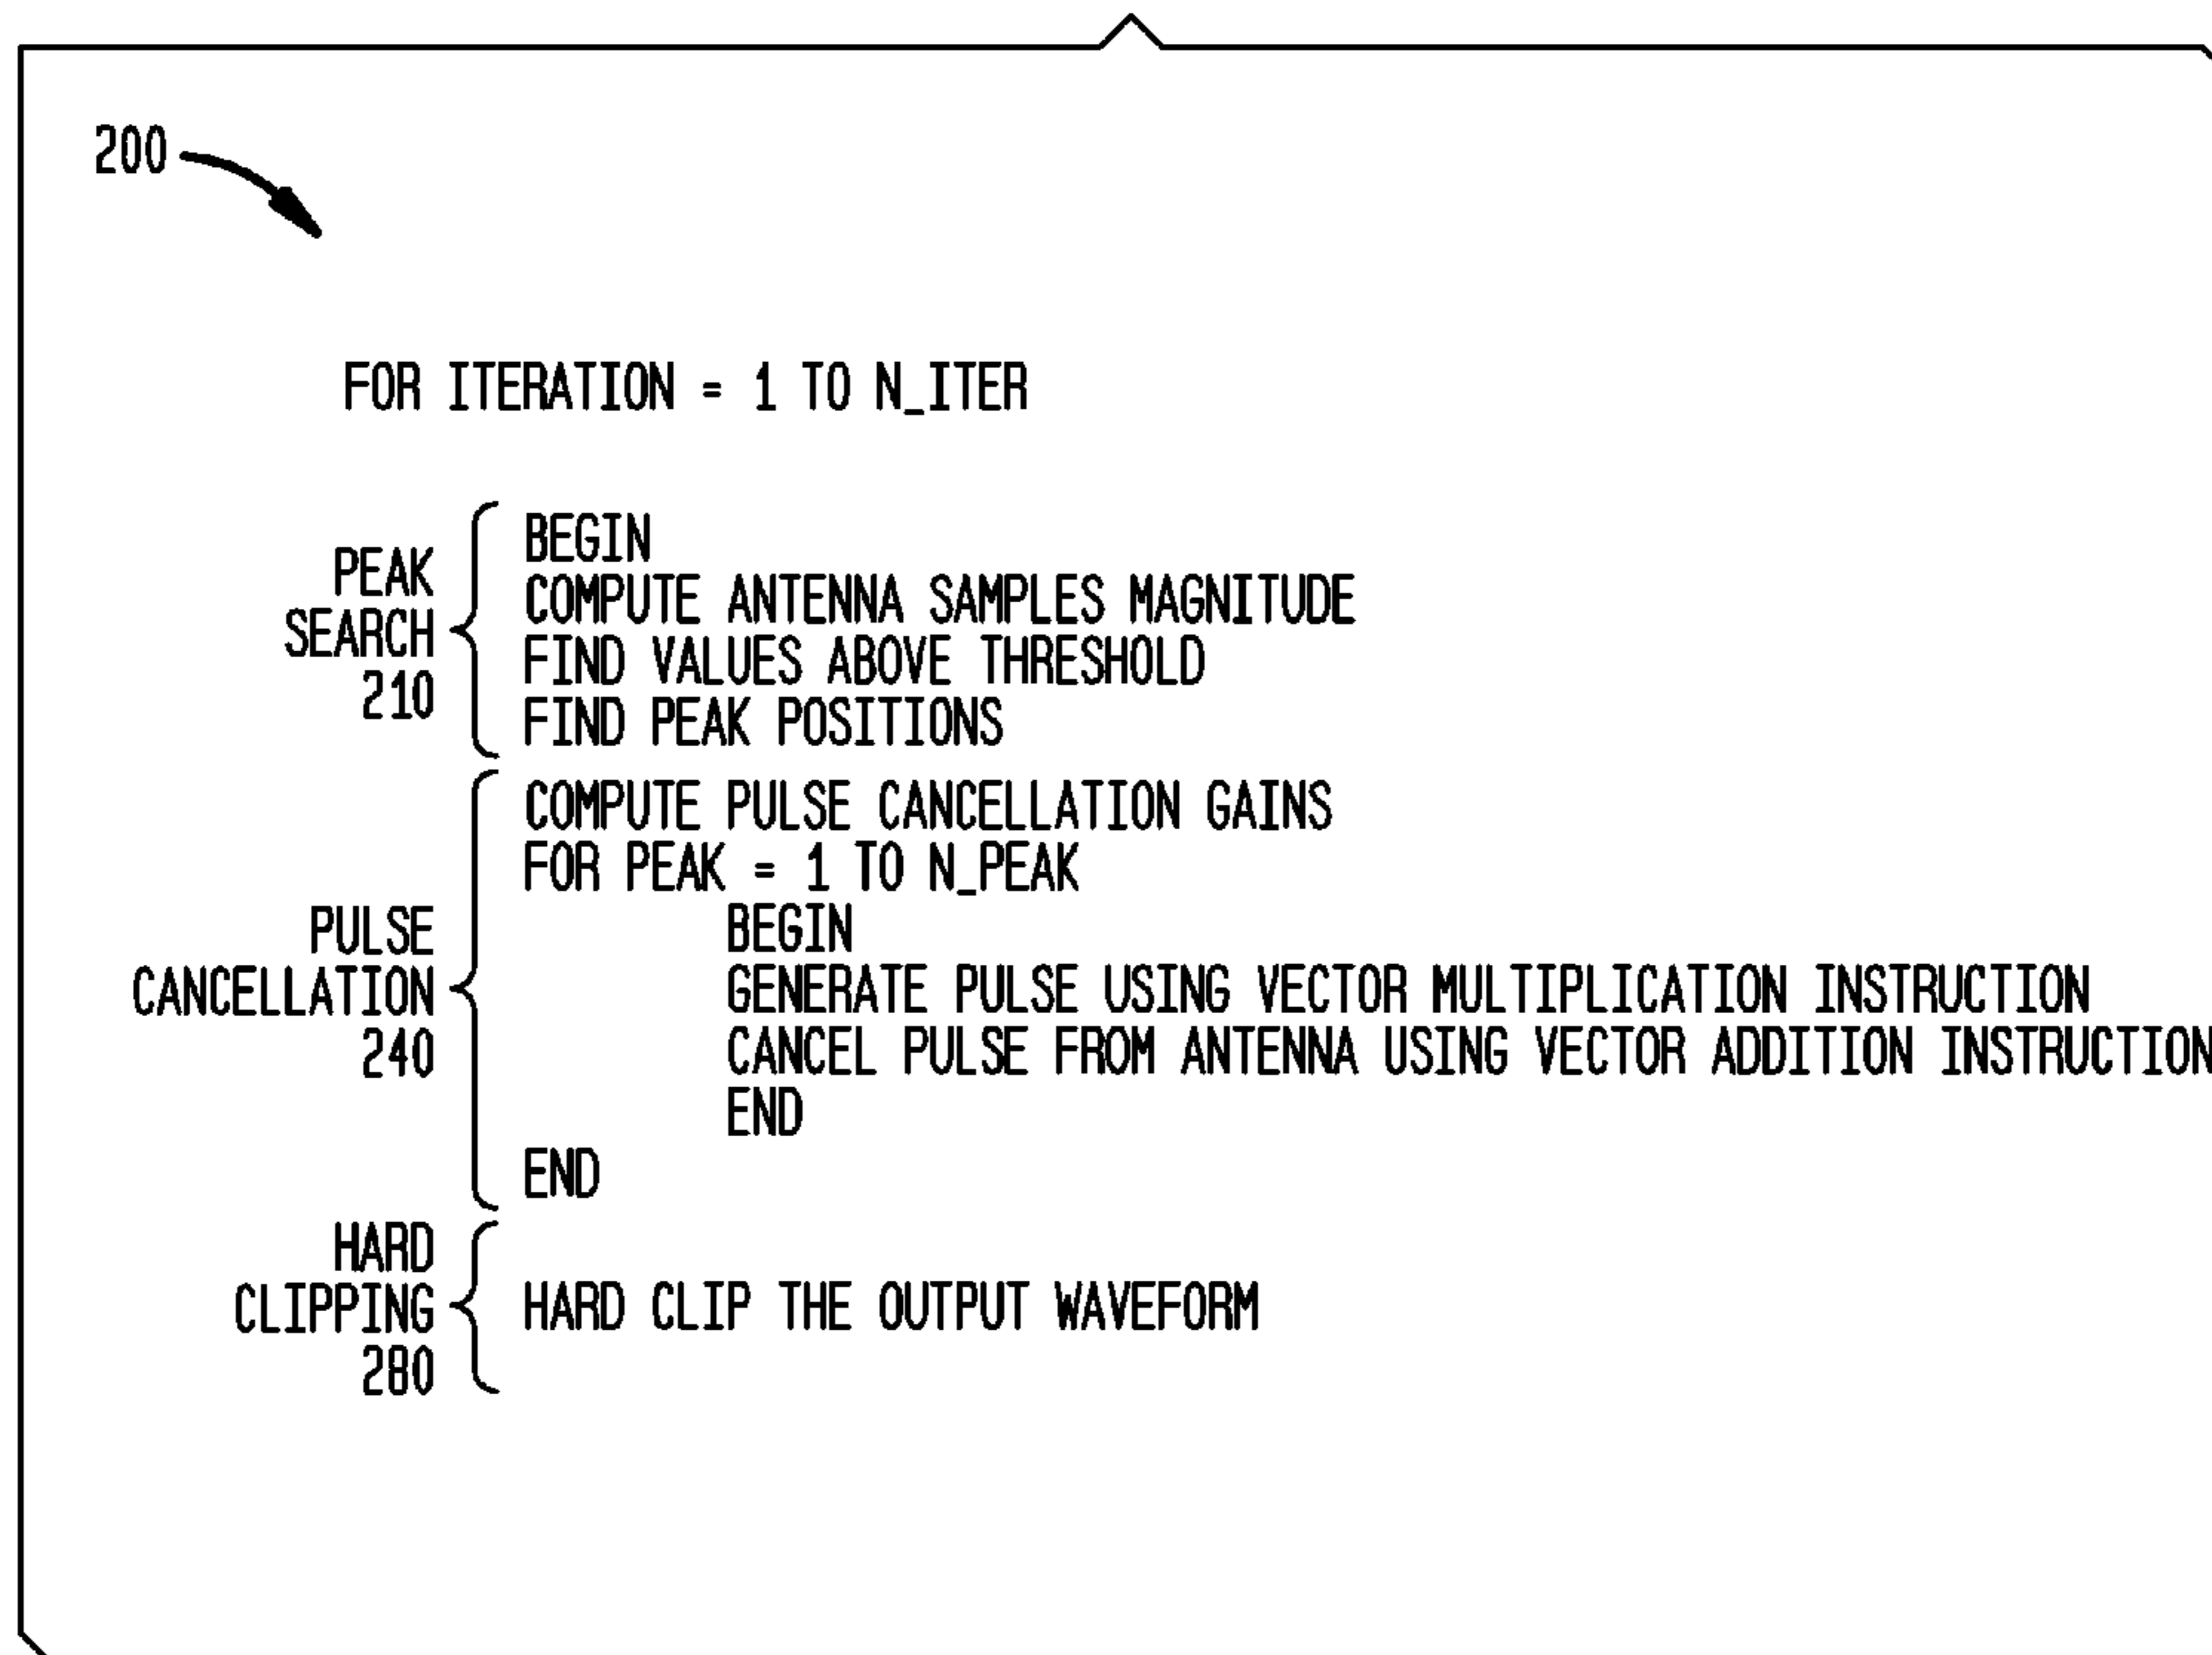 200
FOR ITERATION = 1 TO N_ITER
PEAK
SEARCH
210
BEGIN
COMPUTE ANTENNA SAMPLES MAGNITUDE
FIND VALUES ABOVE THRESHOLD
FIND PEAK POSITIONS
PULSE
CANCELLATION
240
COMPUTE PULSE CANCELLATION GAINS
FOR PEAK = 1 TO N_PEAK
BEGIN
GENERATE PULSE USING VECTOR MULTIPLICATION INSTRUCTION
CANCEL PULSE FROM ANTENNA USING VECTOR ADDITION INSTRUCTION
END
END
HARD
CLIPPING
280
HARD CLIP THE OUTPUT WAVEFORM